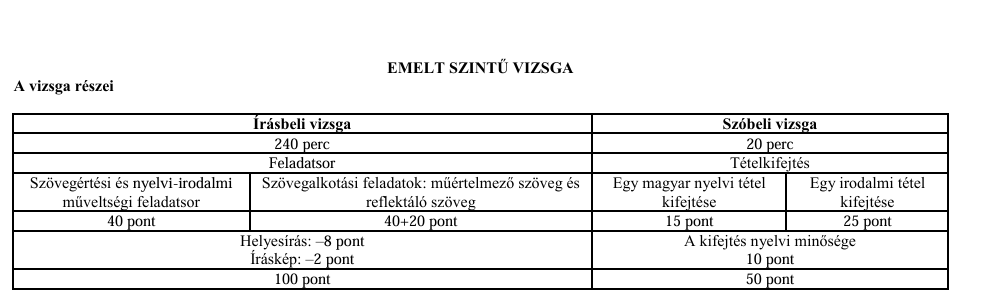 EMELT SZINTŰ VIZSGA
A vizsga részei
Írásbeli vizsga
Szóbeli vizsga
240 perc
20 perc
Feladatsor
Tételkifejtés
Szövegértési és nyelvi-irodalmi
műveltségi feladatsor
Szövegalkotási feladatok: műértelmező szöveg és
reflektáló szöveg
Egy magyar nyelvi tétel
kifejtése
Egy irodalmi tétel
kifejtése
40 pont
40+20 pont
15 pont
25 pont
Helyesírás: –8 pont
Íráskép: –2 pont
A kifejtés nyelvi minősége
10 pont
100 pont
50 pont